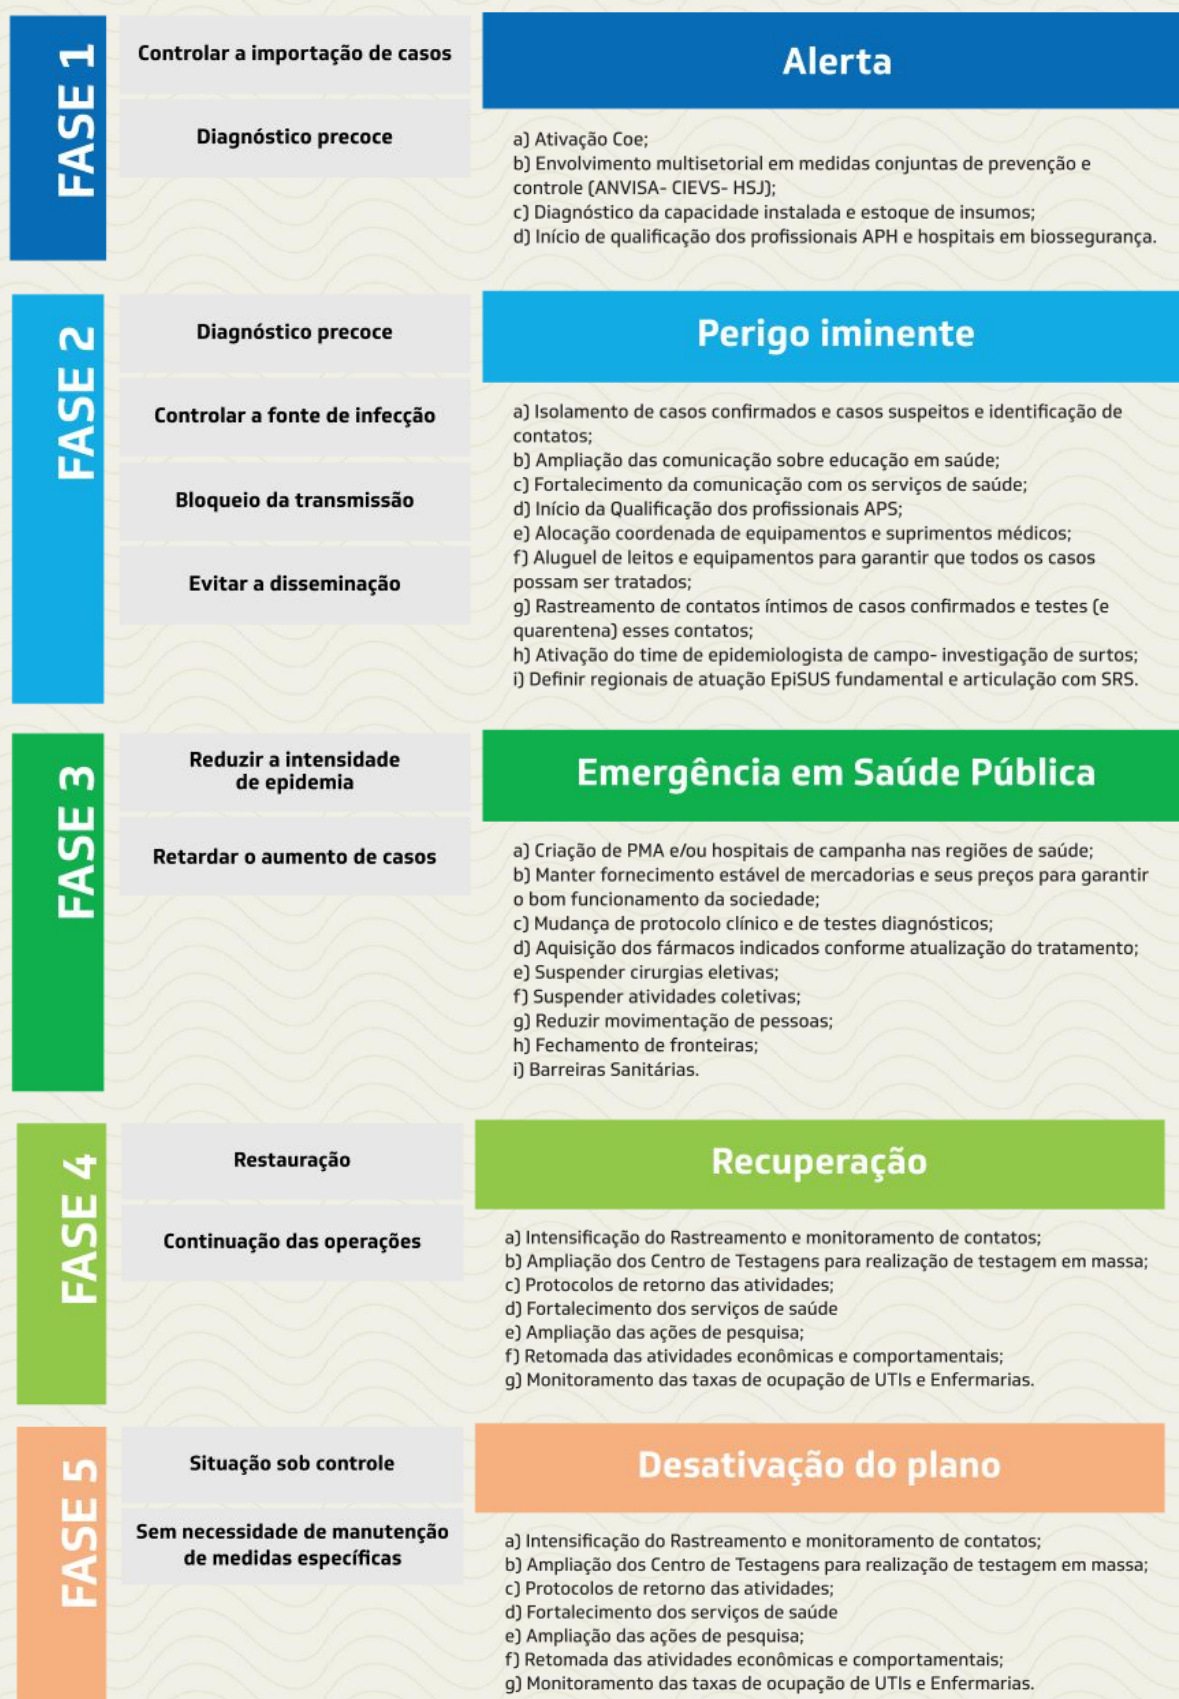 FASE 1
Controlar a importação de casos
Diagnóstico precoce
Alerta
a) Ativação Coe;
b) Envolvimento multisetorial em medidas conjuntas de prevenção e
controle (ANVISA- CIEVS- HSJ);
c) Diagnóstico da capacidade instalada e estoque de insumos;
d) Início de qualificação dos profissionais APH e hospitais em biossegurança.
FASE 2
Diagnóstico precoce
Controlar a fonte de infecção
Bloqueio da transmissão
Evitar a disseminação
Perigo iminente
a) Isolamento de casos confirmados e casos suspeitos e identificação de
contatos;
b) Ampliação das comunicação sobre educação em saúde;
c) Fortalecimento da comunicação com os serviços de saúde;
d) Início da Qualificação dos profissionais APS;
e) Alocação coordenada de equipamentos e suprimentos médicos;
f) Aluguel de leitos e equipamentos para garantir que todos os casos
possam ser tratados;
g) Rastreamento de contatos íntimos de casos confirmados e testes (e
quarentena) esses contatos;
h) Ativação do time de epidemiologista de campo- investigação de surtos;
i) Definir regionais de atuação EpiSUS fundamental e articulação com SRS.
FASE 3
Reduzir a intensidade
de epidemia
Retardar o aumento de casos
Emergência em Saúde Pública
a) Criação de PMA e/ou hospitais de campanha nas regiões de saúde;
b) Manter fornecimento estável de mercadorias e seus preços para garantir
o bom funcionamento da sociedade;
c) Mudança de protocolo clínico e de testes diagnósticos;
d) Aquisição dos fármacos indicados conforme atualização do tratamento;
e) Suspender cirurgias eletivas;
f) Suspender atividades coletivas;
g) Reduzir movimentação de pessoas;
h) Fechamento de fronteiras;
i) Barreiras Sanitárias.
FASE 4
Restauração
Continuação das operações
Recuperação
a) Intensificação do Rastreamento e monitoramento de contatos;
b) Ampliação dos Centro de Testagens para realização de testagem em massa;
c) Protocolos de retorno das atividades;
d) Fortalecimento dos serviços de saúde
e) Ampliação das ações de pesquisa;
f) Retomada das atividades econômicas e comportamentais;
g) Monitoramento das taxas de ocupação de UTIs e Enfermarias.
FASE 5
Situação sob controle
Sem necessidade de manutenção
de medidas específicas
Desativação do plano
a) Intensificação do Rastreamento e monitoramento de contatos;
b) Ampliação dos Centro de Testagens para realização de testagem em massa;
c) Protocolos de retorno das atividades;
d) Fortalecimento dos serviços de saúde
e) Ampliação das ações de pesquisa;
f) Retomada das atividades econômicas e comportamentais;
g) Monitoramento das taxas de ocupação de UTIs e Enfermarias.